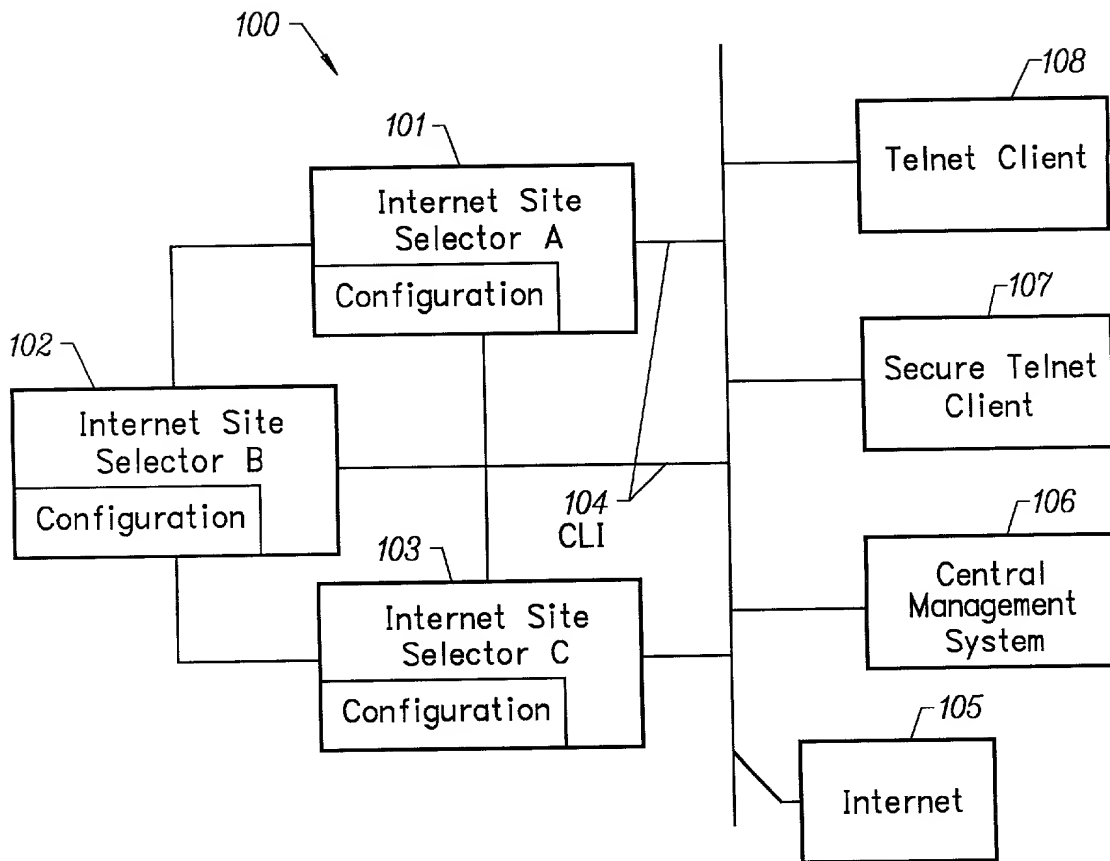 100
108
101
Telnet Client
Internet Site
Selector A
Configuration
107
102
Secure Telnet
Client
Internet Site
Selector B
Configuration
104
CLI
106
103
Central
Management
System
Internet Site
Selector C
Configuration
105
Internet